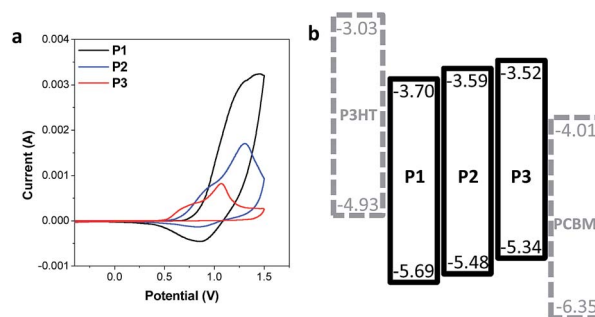 a
P1
P2
P3
0.004
0.003
0.002
0.001
0.000
-0.001
Current (A)
0.0
0.5
1.0
1.5
Potential (V)
b
-3.03
P3HT
-4.93
-3.70
P1
-5.69
-3.59
P2
-5.48
-3.52
P3
-5.34
-4.01
PCBM
-6.35